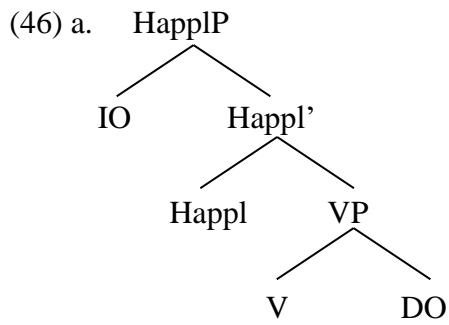 (46) a. HapplP
IO Happl’
Happl VP
V DO